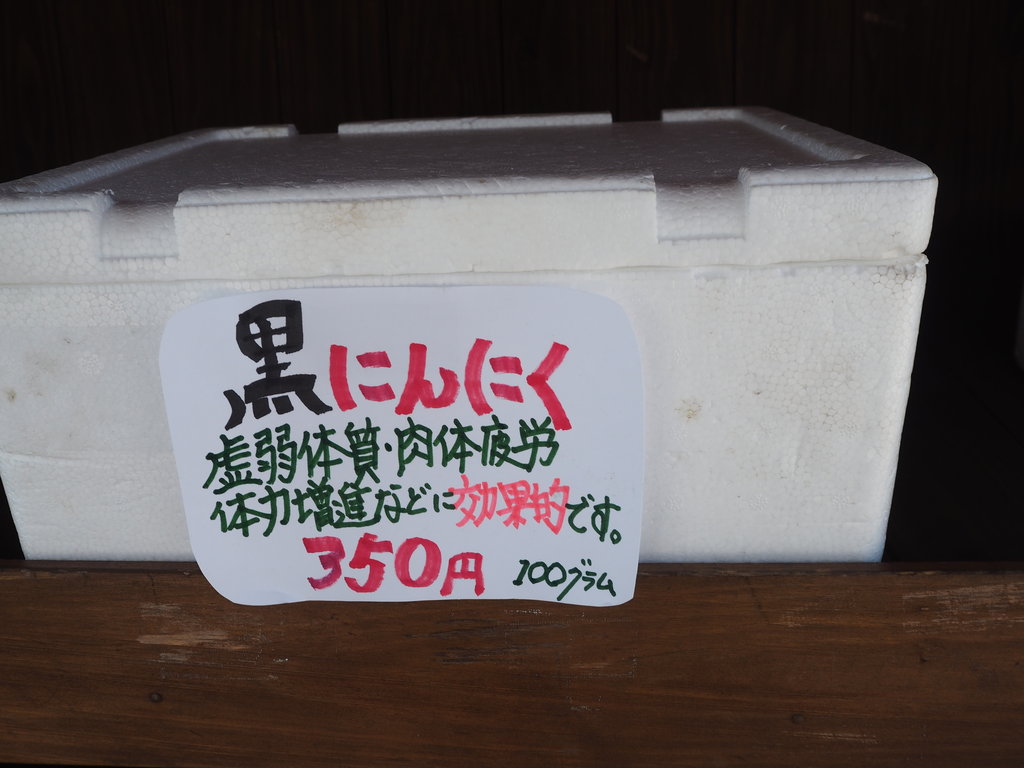 黒にんにく
虚弱体質・肉体疲労
体力増進などに効果的です。
350円 100グラム